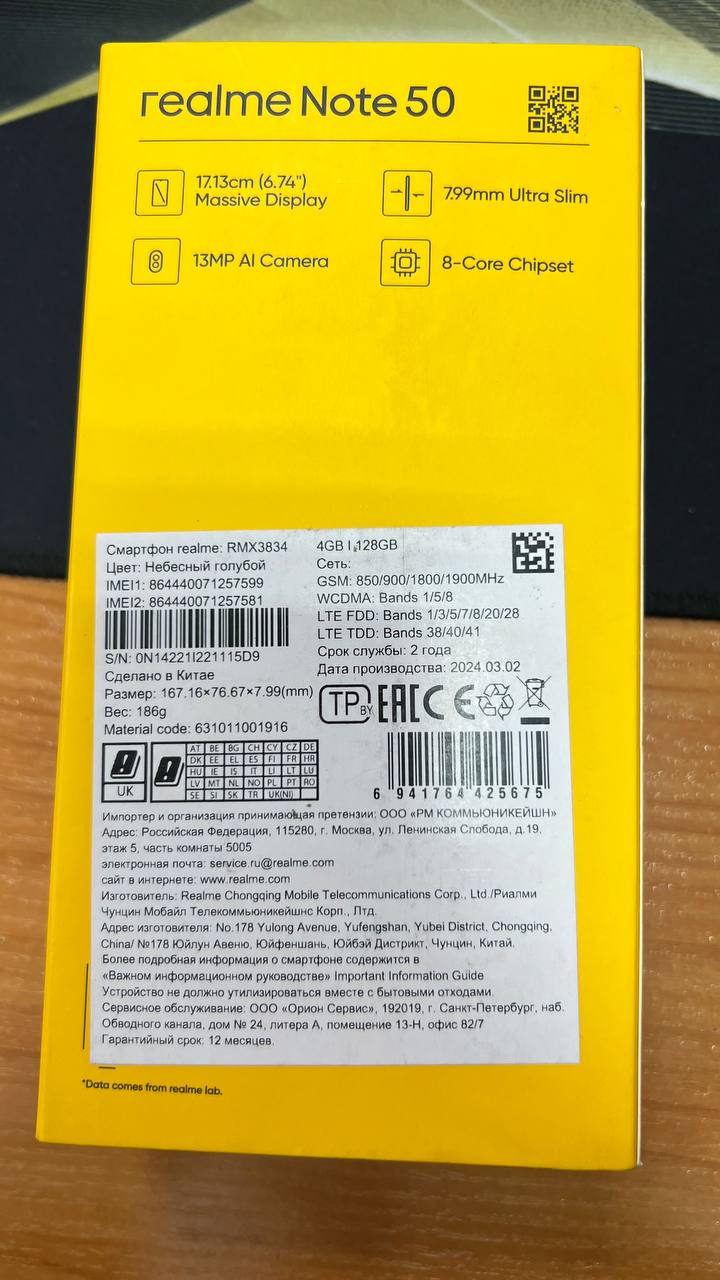 realme Note 50
17.13cm (6.74")
Massive Display
7.99mm Ultra Slim
13MP AI Camera
8-Core Chipset
Смартфон realme: RMX3834
Цвет: Небесный голубой
IMEI1: 864440071257599
IMEI2: 864440071257581
S/N: 0N14221I221115D9
Сделано в Китае
Размер: 167.16×76.67×7.99(mm)
Вес: 186g
Material code: 631011001916
4GB | 128GB
Сеть:
GSM: 850/900/1800/1900MHz
WCDMA: Bands 1/5/8
LTE FDD: Bands 1/3/5/7/8/20/28
LTE TDD: Bands 38/40/41
Срок службы: 2 года
Дата производства: 2024.03.02
TP BY EAC CE
UK
AT BE BG CH CY CZ DE
DK EE EL ES FI FR HR
HU IE IS IT LI LT LU
LV MT NL NO PL PT RO
SE SI SK TR UK(NI)
6 941764 425675
Импортер и организация принимающая претензии: ООО «РМ КОММЬЮНИКЕЙШН»
Адрес: Российская Федерация, 115280, г. Москва, ул. Ленинская Слобода, д.19,
этаж 5, часть комнаты 5005
электронная почта: service.ru@realme.com
сайт в интернете: www.realme.com
Изготовитель: Realme Chongqing Mobile Telecommunications Corp., Ltd./Риалми
Чунцин Мобайл Телекоммьюникейшнс Корп., Лтд.
Адрес изготовителя: No.178 Yulong Avenue, Yufengshan, Yubei District, Chongqing,
China/ №178 Юйлун Авеню, Юйфеншань, Юйбэй Дистрикт, Чунцин, Китай.
Более подробная информация о смартфоне содержится в
«Важном информационном руководстве» Important Information Guide
Устройство не должно утилизироваться вместе с бытовыми отходами.
Сервисное обслуживание: ООО «Орион Сервис», 192019, г. Санкт-Петербург, наб.
Обводного канала, дом № 24, литера А, помещение 13-Н, офис 82/7
Гарантийный срок: 12 месяцев.
*Data comes from realme lab.